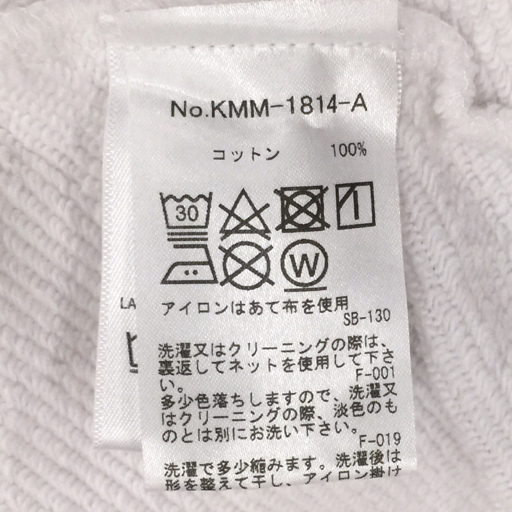 No.KMM-1814-A
コットン 100%
30
W
アイロンはあて布を使用
SB-130
LA
洗濯又はクリーニングの際は、
裏返してネットを使用して下さ
い。
F-001
多少色落ちしますので、洗濯又
はクリーニングの際、淡色のも
のとは別にお洗い下さい。
F-019
洗濯で多少縮みます。洗濯後は
形を整えて干し、アイロン掛け